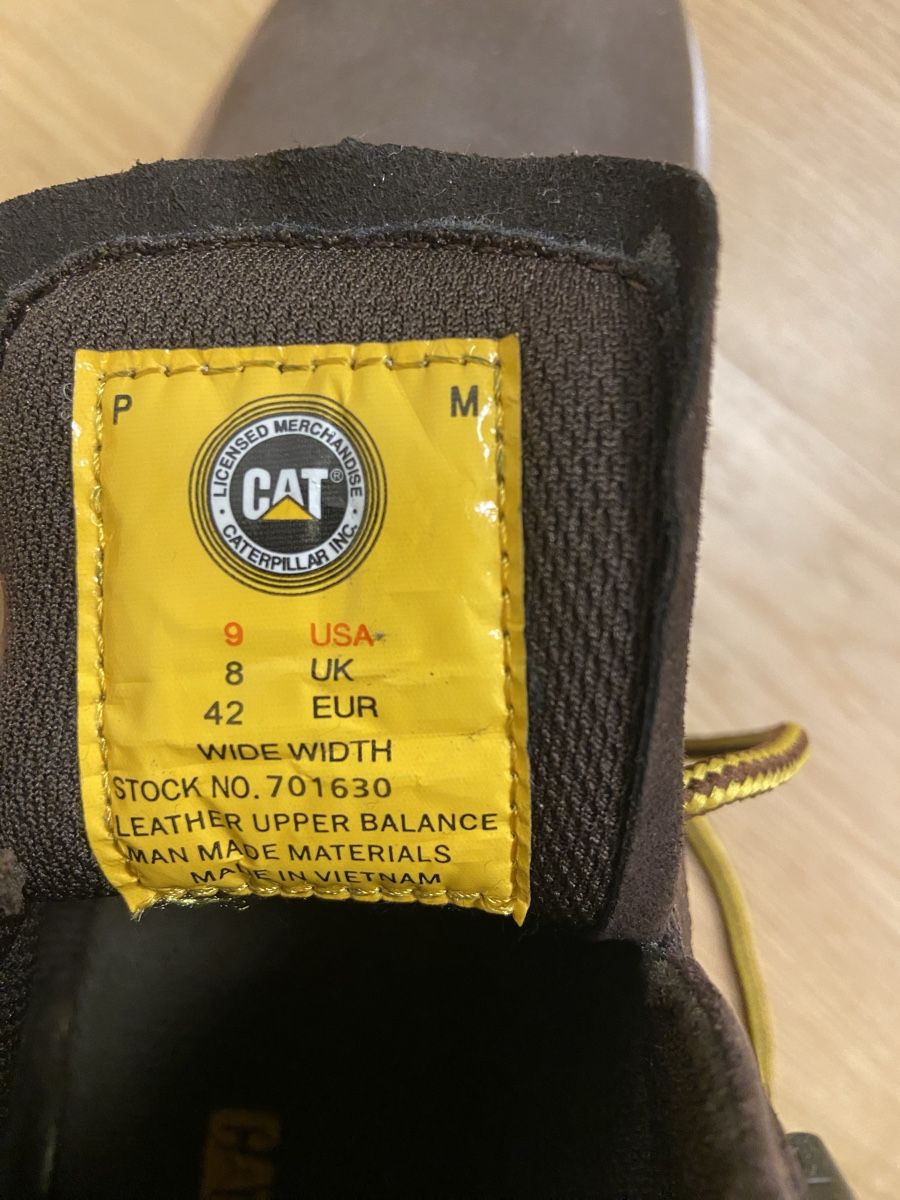 P M
LICENSED MERCHANDISE
CAT®
CATERPILLAR INC.
9 USA
8 UK
42 EUR
WIDE WIDTH
STOCK NO. 701630
LEATHER UPPER BALANCE
MAN MADE MATERIALS
MADE IN VIETNAM